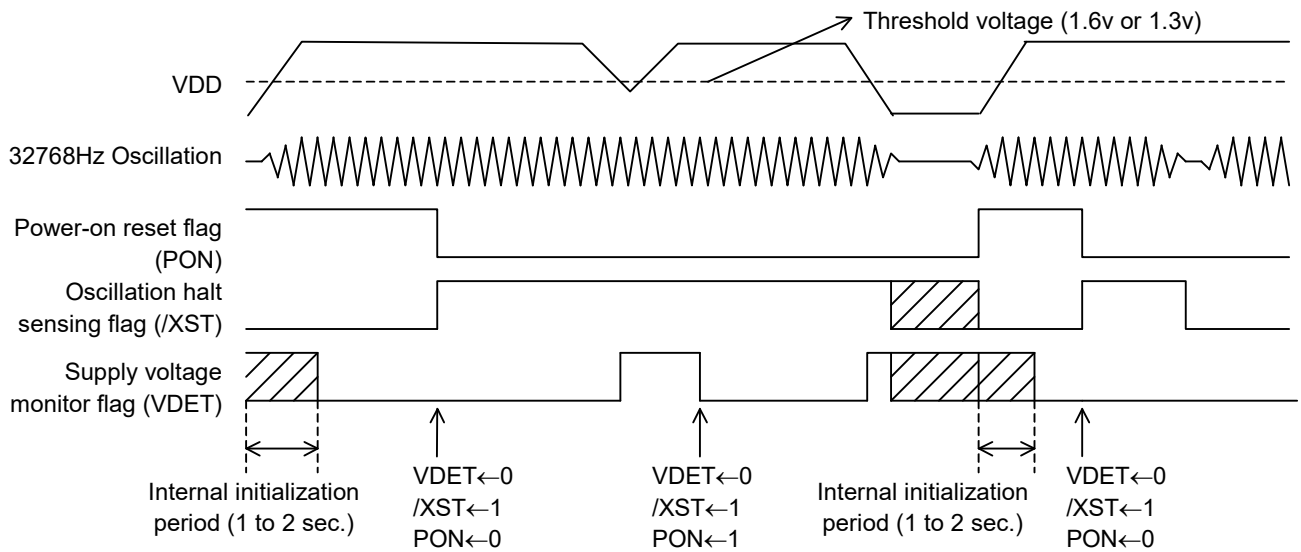 Threshold voltage (1.6v or 1.3v)
VDD
32768Hz Oscillation
Power-on reset flag
(PON)
Oscillation halt
sensing flag (/XST)
Supply voltage
monitor flag (VDET)
Internal initialization
period (1 to 2 sec.)
VDET←0
/XST←1
PON←0
VDET←0
/XST←1
PON←1
Internal initialization
period (1 to 2 sec.)
VDET←0
/XST←1
PON←0